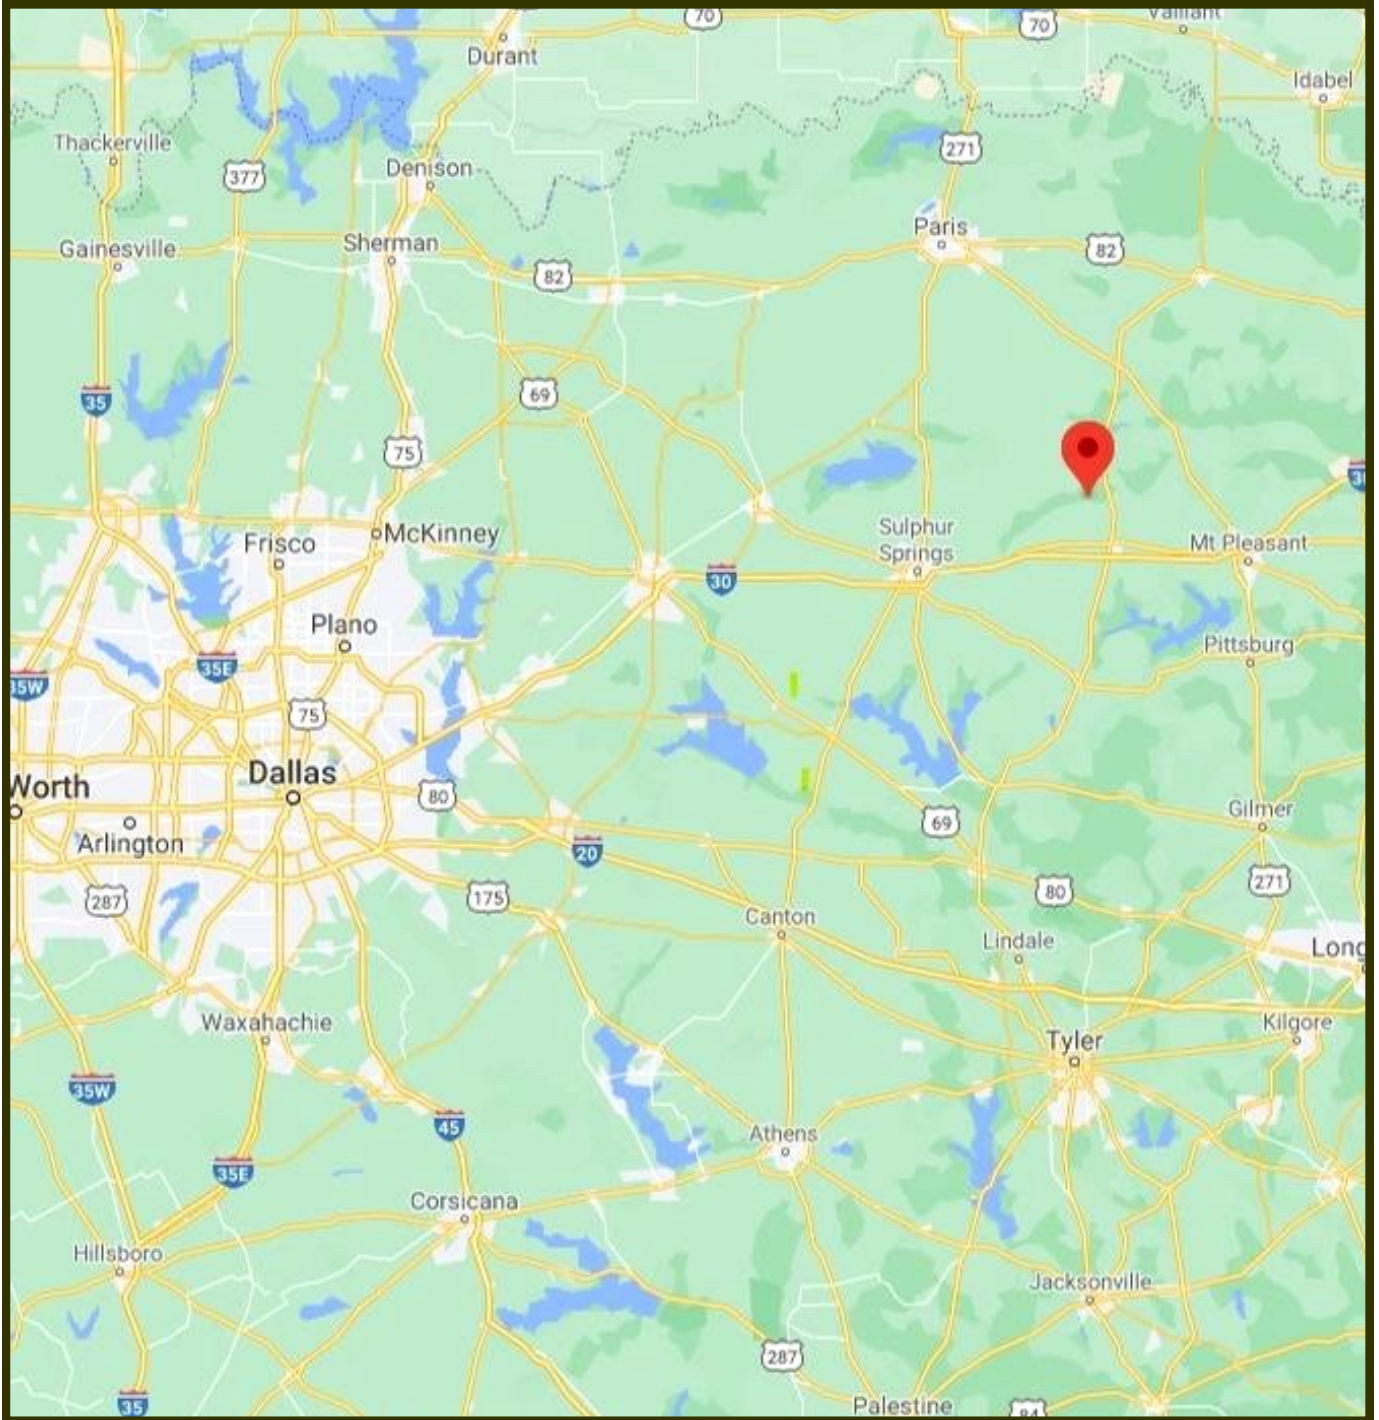 70
70
Valliant
Durant
Idabel
Thackerville
271
377
Denison
Paris
Gainesville
Sherman
82
82
35
69
75
30
Sulphur
Springs
McKinney
Frisco
Mt Pleasant
30
Plano
Pittsburg
35E
35W
75
Dallas
Worth
80
Arlington
Gilmer
69
20
287
175
80
271
Canton
Lindale
Long
Waxahachie
Kilgore
Tyler
35W
45
Athens
35E
Corsicana
Hillsboro
Jacksonville
287
35
Palestine
84